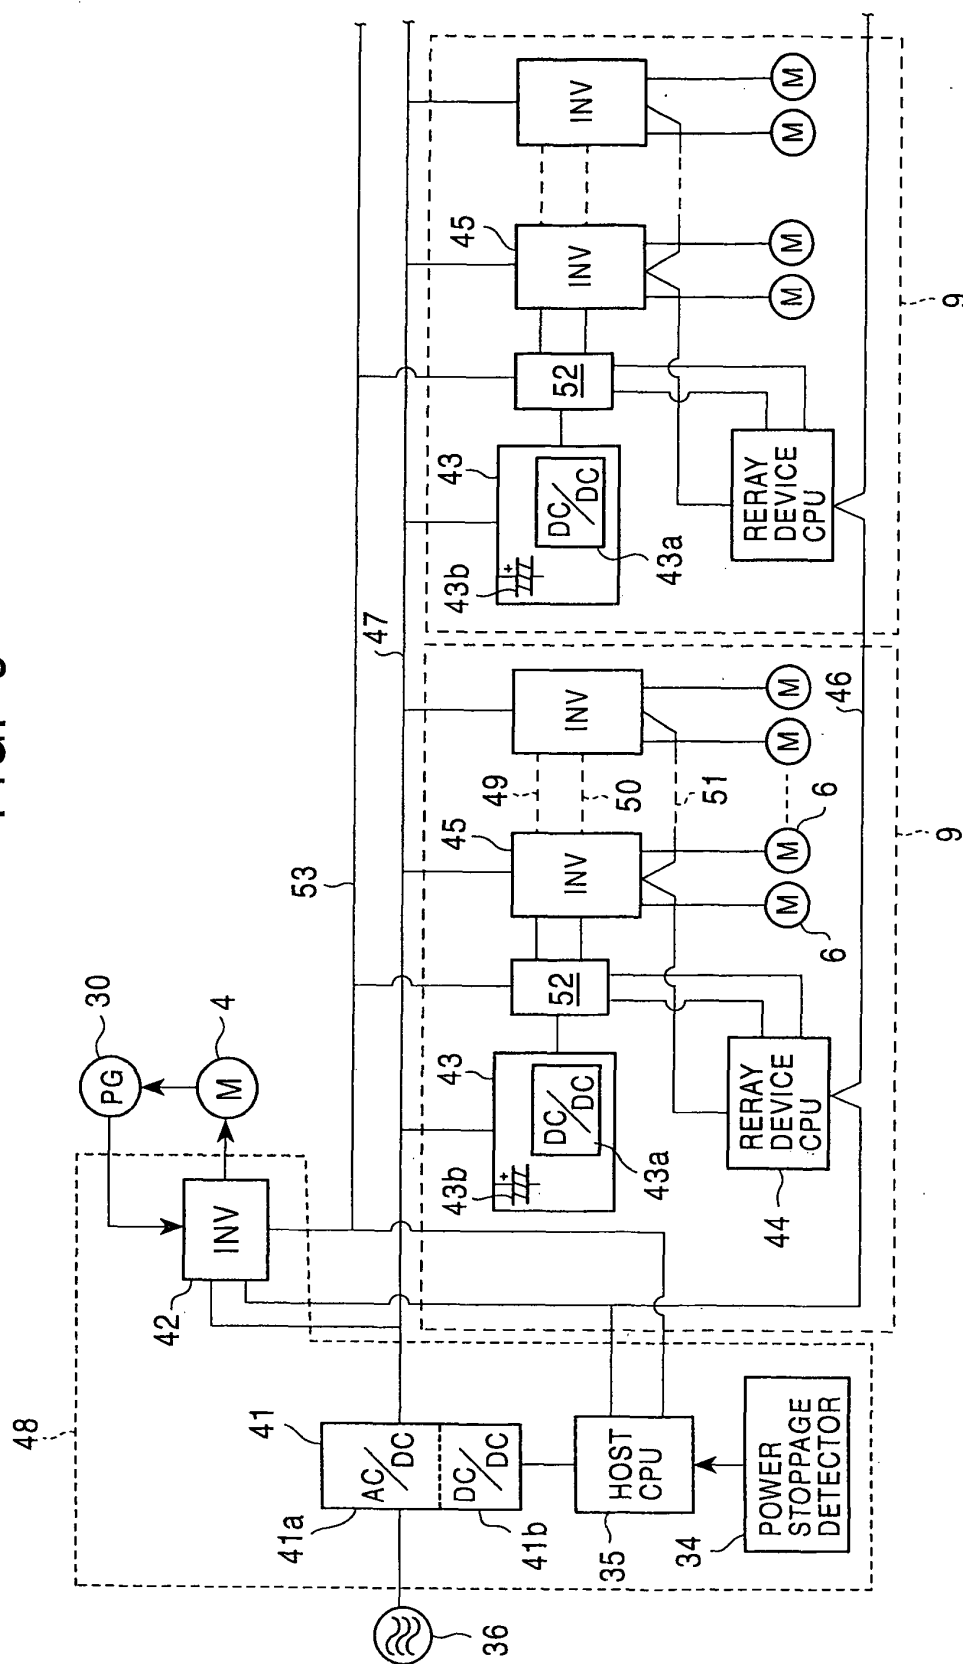 48
36
41a
41
AC/DC
DC/DC
41b
42
INV
PG
30
M
4
HOST
CPU
35
34
POWER
STOPPAGE
DETECTOR
53
47
43
43b
DC/DC
43a
52
45
INV
49
50
51
INV
RERAY
DEVICE
CPU
44
M
M
M
M
6
6
46
9
43
43b
DC/DC
43a
52
45
INV
INV
RERAY
DEVICE
CPU
M
M
M
M
9